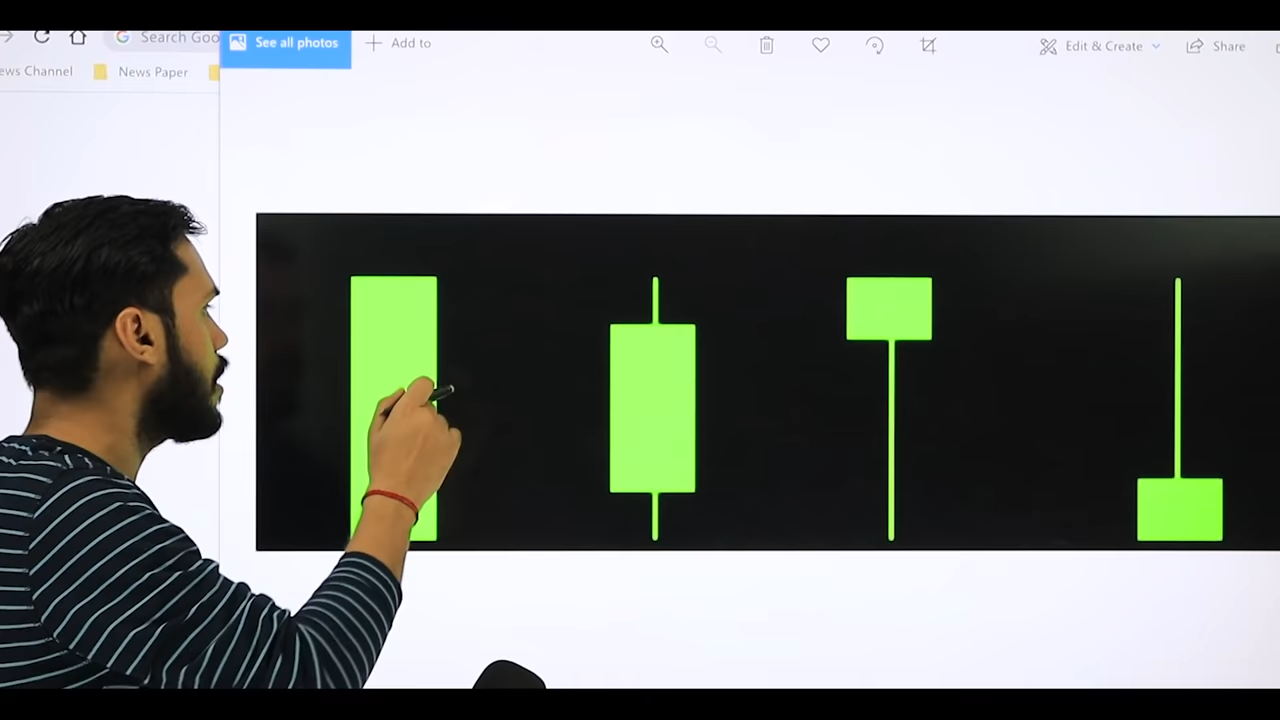 Search Goo
See all photos
Add to
Edit & Create
Share
ews Channel
News Paper